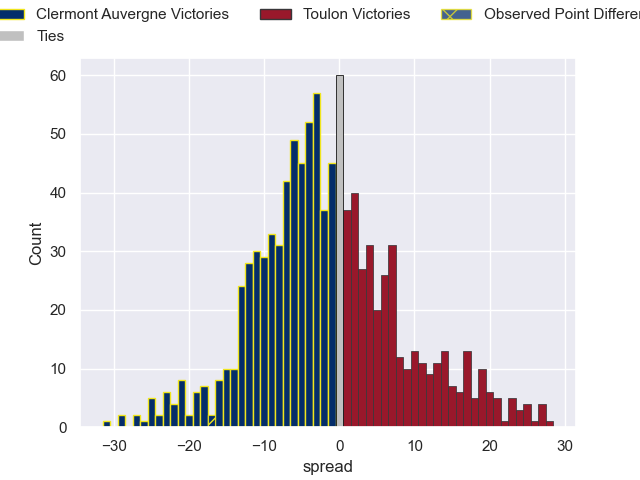 Clermont Auvergne Victories
Toulon Victories
Observed Point Differe
Ties
60
50
40
30
20
10
0
Count
−30
−20
−10
0
10
20
30
spread